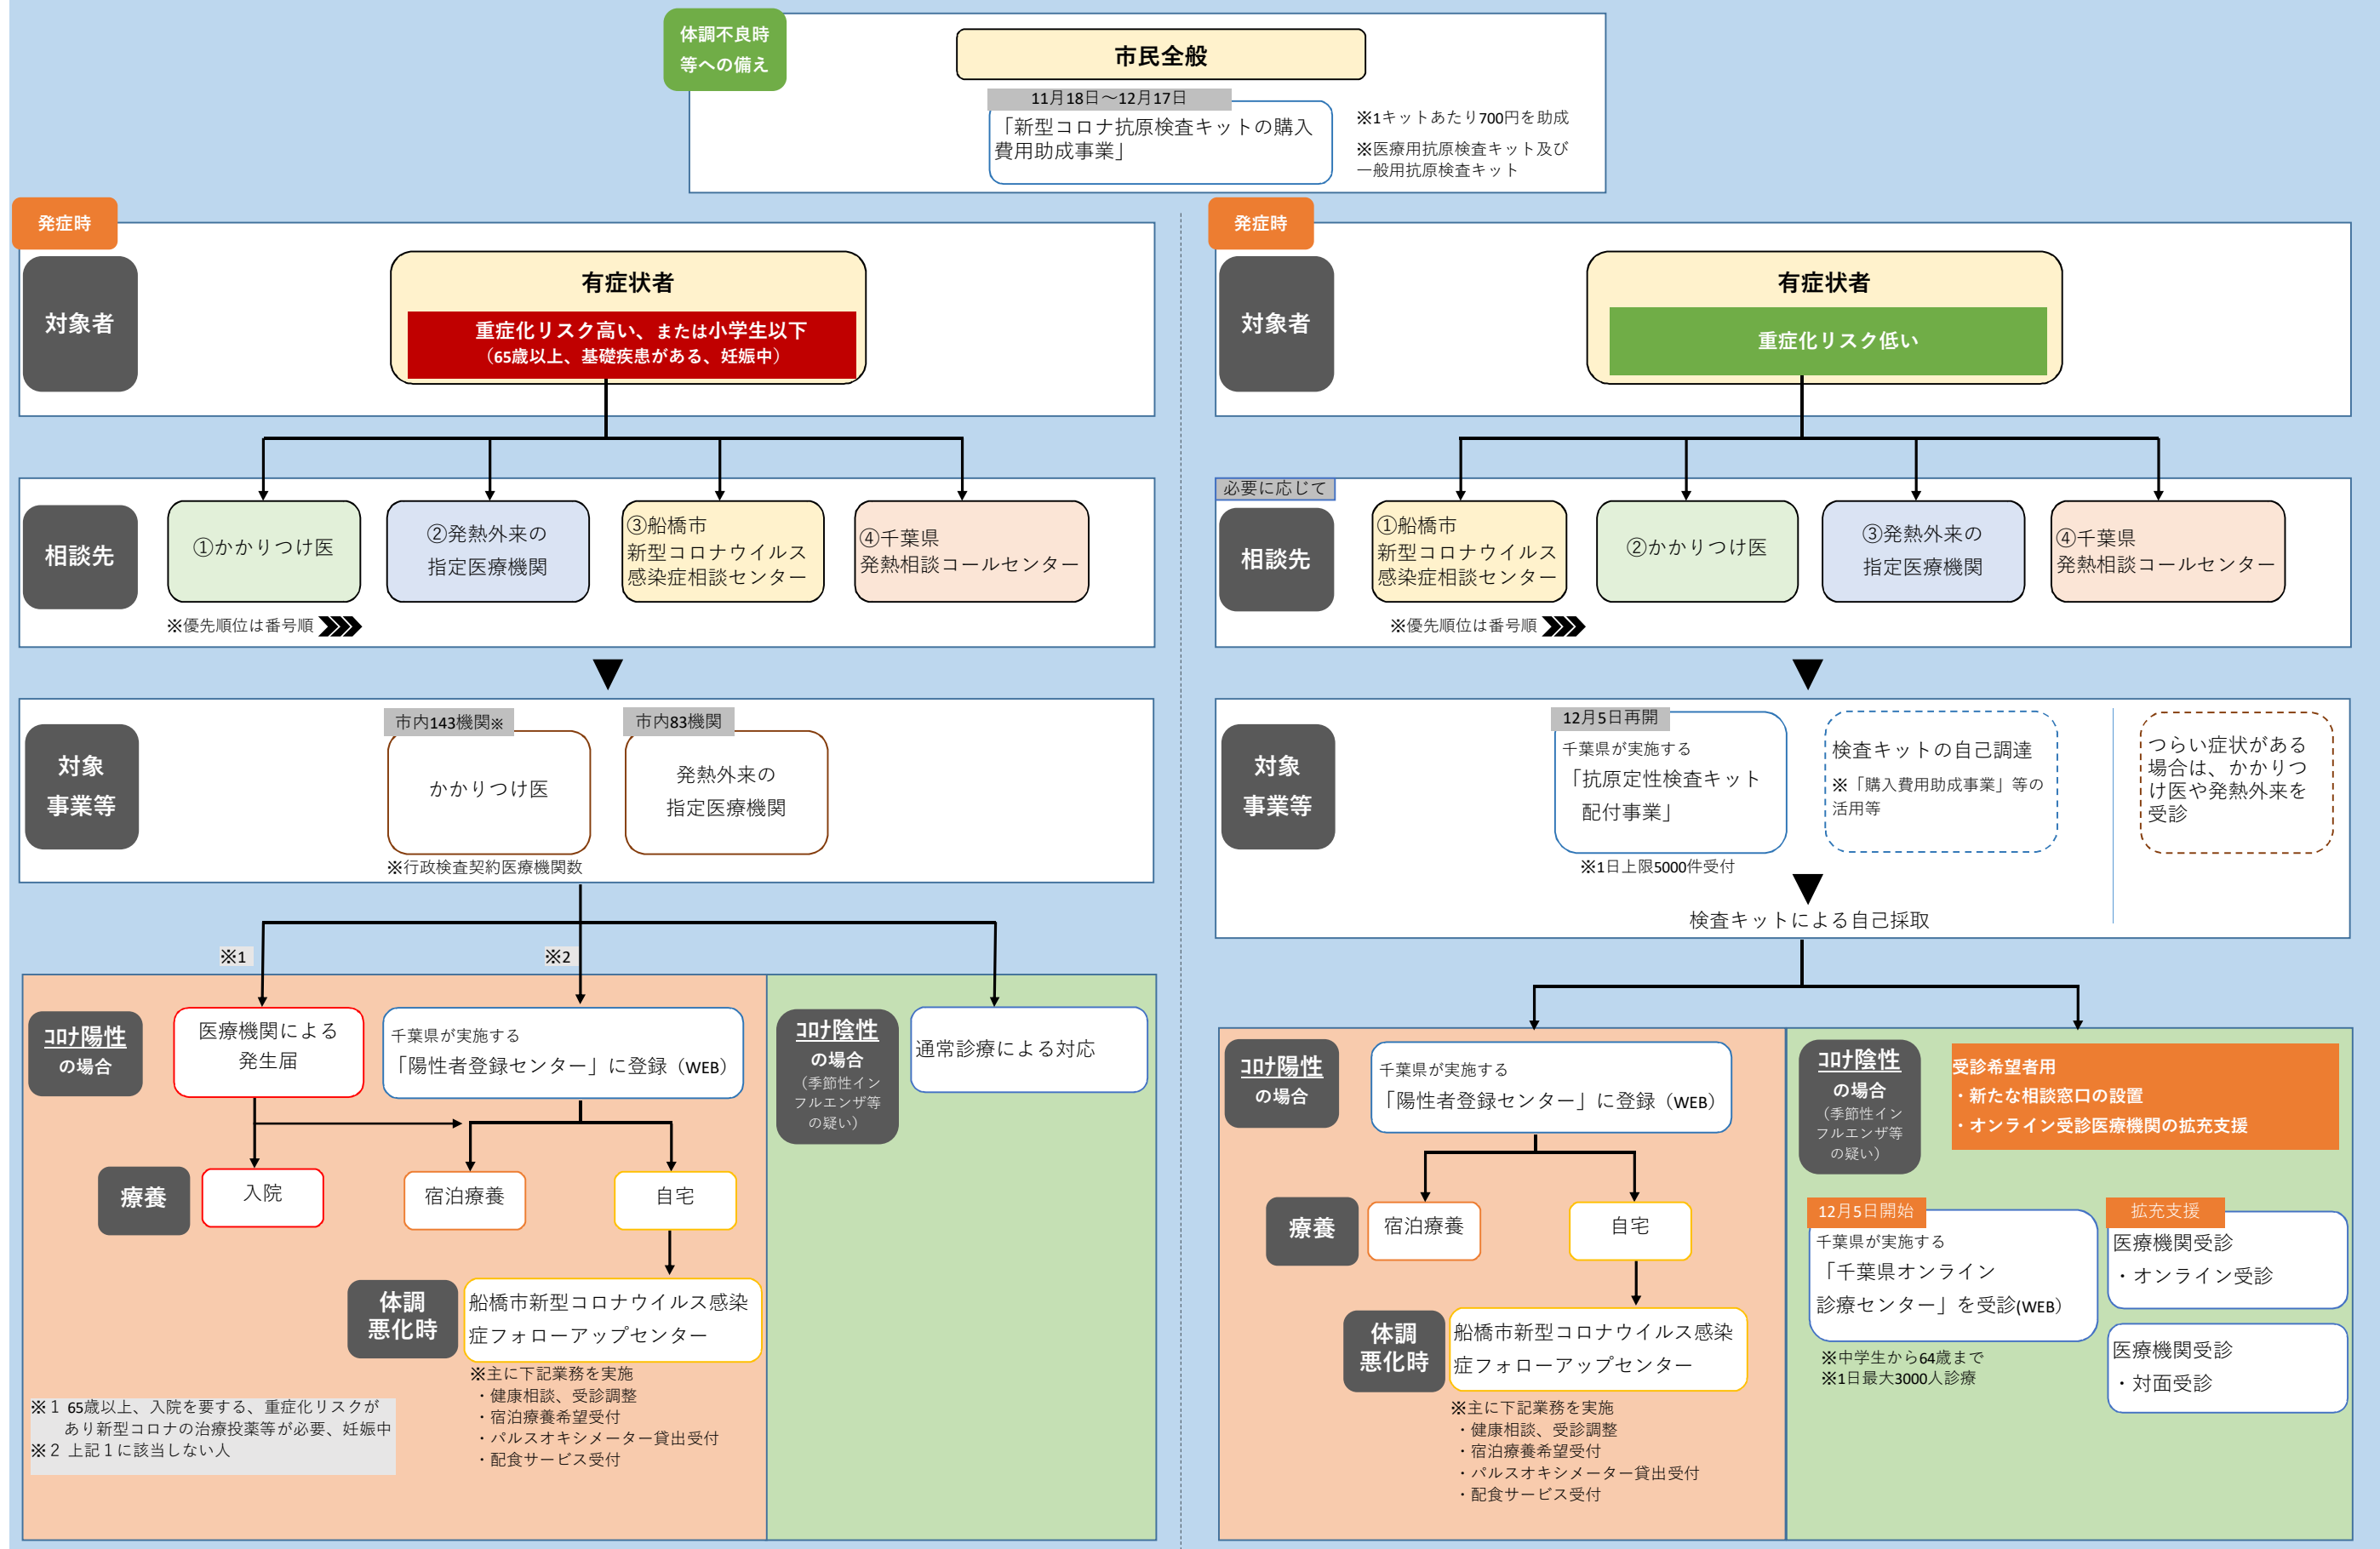 体調不良時
等への備え
市民全般
11月18日～12月17日
「新型コロナ抗原検査キットの購入
費用助成事業」
※1キットあたり700円を助成
※医療用抗原検査キット及び
一般用抗原検査キット
発症時
対象者
有症状者
重症化リスク高い、または小学生以下
（65歳以上、基礎疾患がある、妊娠中）
相談先
①かかりつけ医
②発熱外来の
指定医療機関
③船橋市
新型コロナウイルス
感染症相談センター
④千葉県
発熱相談コールセンター
※優先順位は番号順
対象
事業等
市内143機関※
かかりつけ医
※行政検査契約医療機関数
市内83機関
発熱外来の
指定医療機関
※1
※2
ｺﾛﾅ陽性
の場合
医療機関による
発生届
千葉県が実施する
「陽性者登録センター」に登録（WEB）
療養
入院
宿泊療養
自宅
体調
悪化時
船橋市新型コロナウイルス感染
症フォローアップセンター
※主に下記業務を実施
・健康相談、受診調整
・宿泊療養希望受付
・パルスオキシメーター貸出受付
・配食サービス受付
※１ 65歳以上、入院を要する、重症化リスクが
あり新型コロナの治療投薬等が必要、妊娠中
※２ 上記１に該当しない人
ｺﾛﾅ陰性
の場合
（季節性イン
フルエンザ等
の疑い）
通常診療による対応
発症時
対象者
有症状者
重症化リスク低い
必要に応じて
相談先
①船橋市
新型コロナウイルス
感染症相談センター
②かかりつけ医
③発熱外来の
指定医療機関
④千葉県
発熱相談コールセンター
※優先順位は番号順
対象
事業等
12月5日再開
千葉県が実施する
「抗原定性検査キット
配付事業」
※1日上限5000件受付
検査キットの自己調達
※「購入費用助成事業」等の
活用等
つらい症状がある
場合は、かかりつ
け医や発熱外来を
受診
検査キットによる自己採取
ｺﾛﾅ陽性
の場合
千葉県が実施する
「陽性者登録センター」に登録（WEB）
療養
宿泊療養
自宅
体調
悪化時
船橋市新型コロナウイルス感染
症フォローアップセンター
※主に下記業務を実施
・健康相談、受診調整
・宿泊療養希望受付
・パルスオキシメーター貸出受付
・配食サービス受付
ｺﾛﾅ陰性
の場合
（季節性イン
フルエンザ等
の疑い）
受診希望者用
・新たな相談窓口の設置
・オンライン受診医療機関の拡充支援
12月5日開始
千葉県が実施する
「千葉県オンライン
診療センター」を受診(WEB）
※中学生から64歳まで
※1日最大3000人診療
拡充支援
医療機関受診
・オンライン受診
医療機関受診
・対面受診